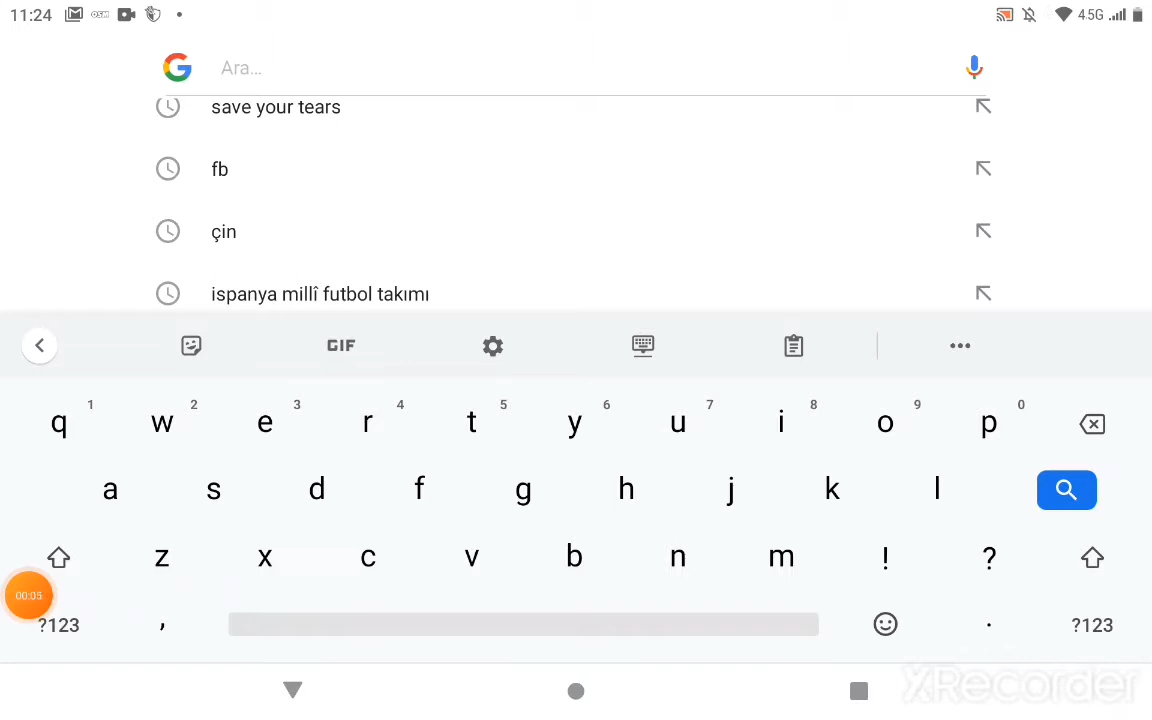 11:24 OSM 4.5G
Ara...
save your tears
fb
çin
ispanya millî futbol takımı
GIF
1 2 3 4 5 6 7 8 9 0
q w e r t y u i o p
a s d f g h j k l
z x c v b n m ! ?
00:05
?123 , . ?123
XRecorder